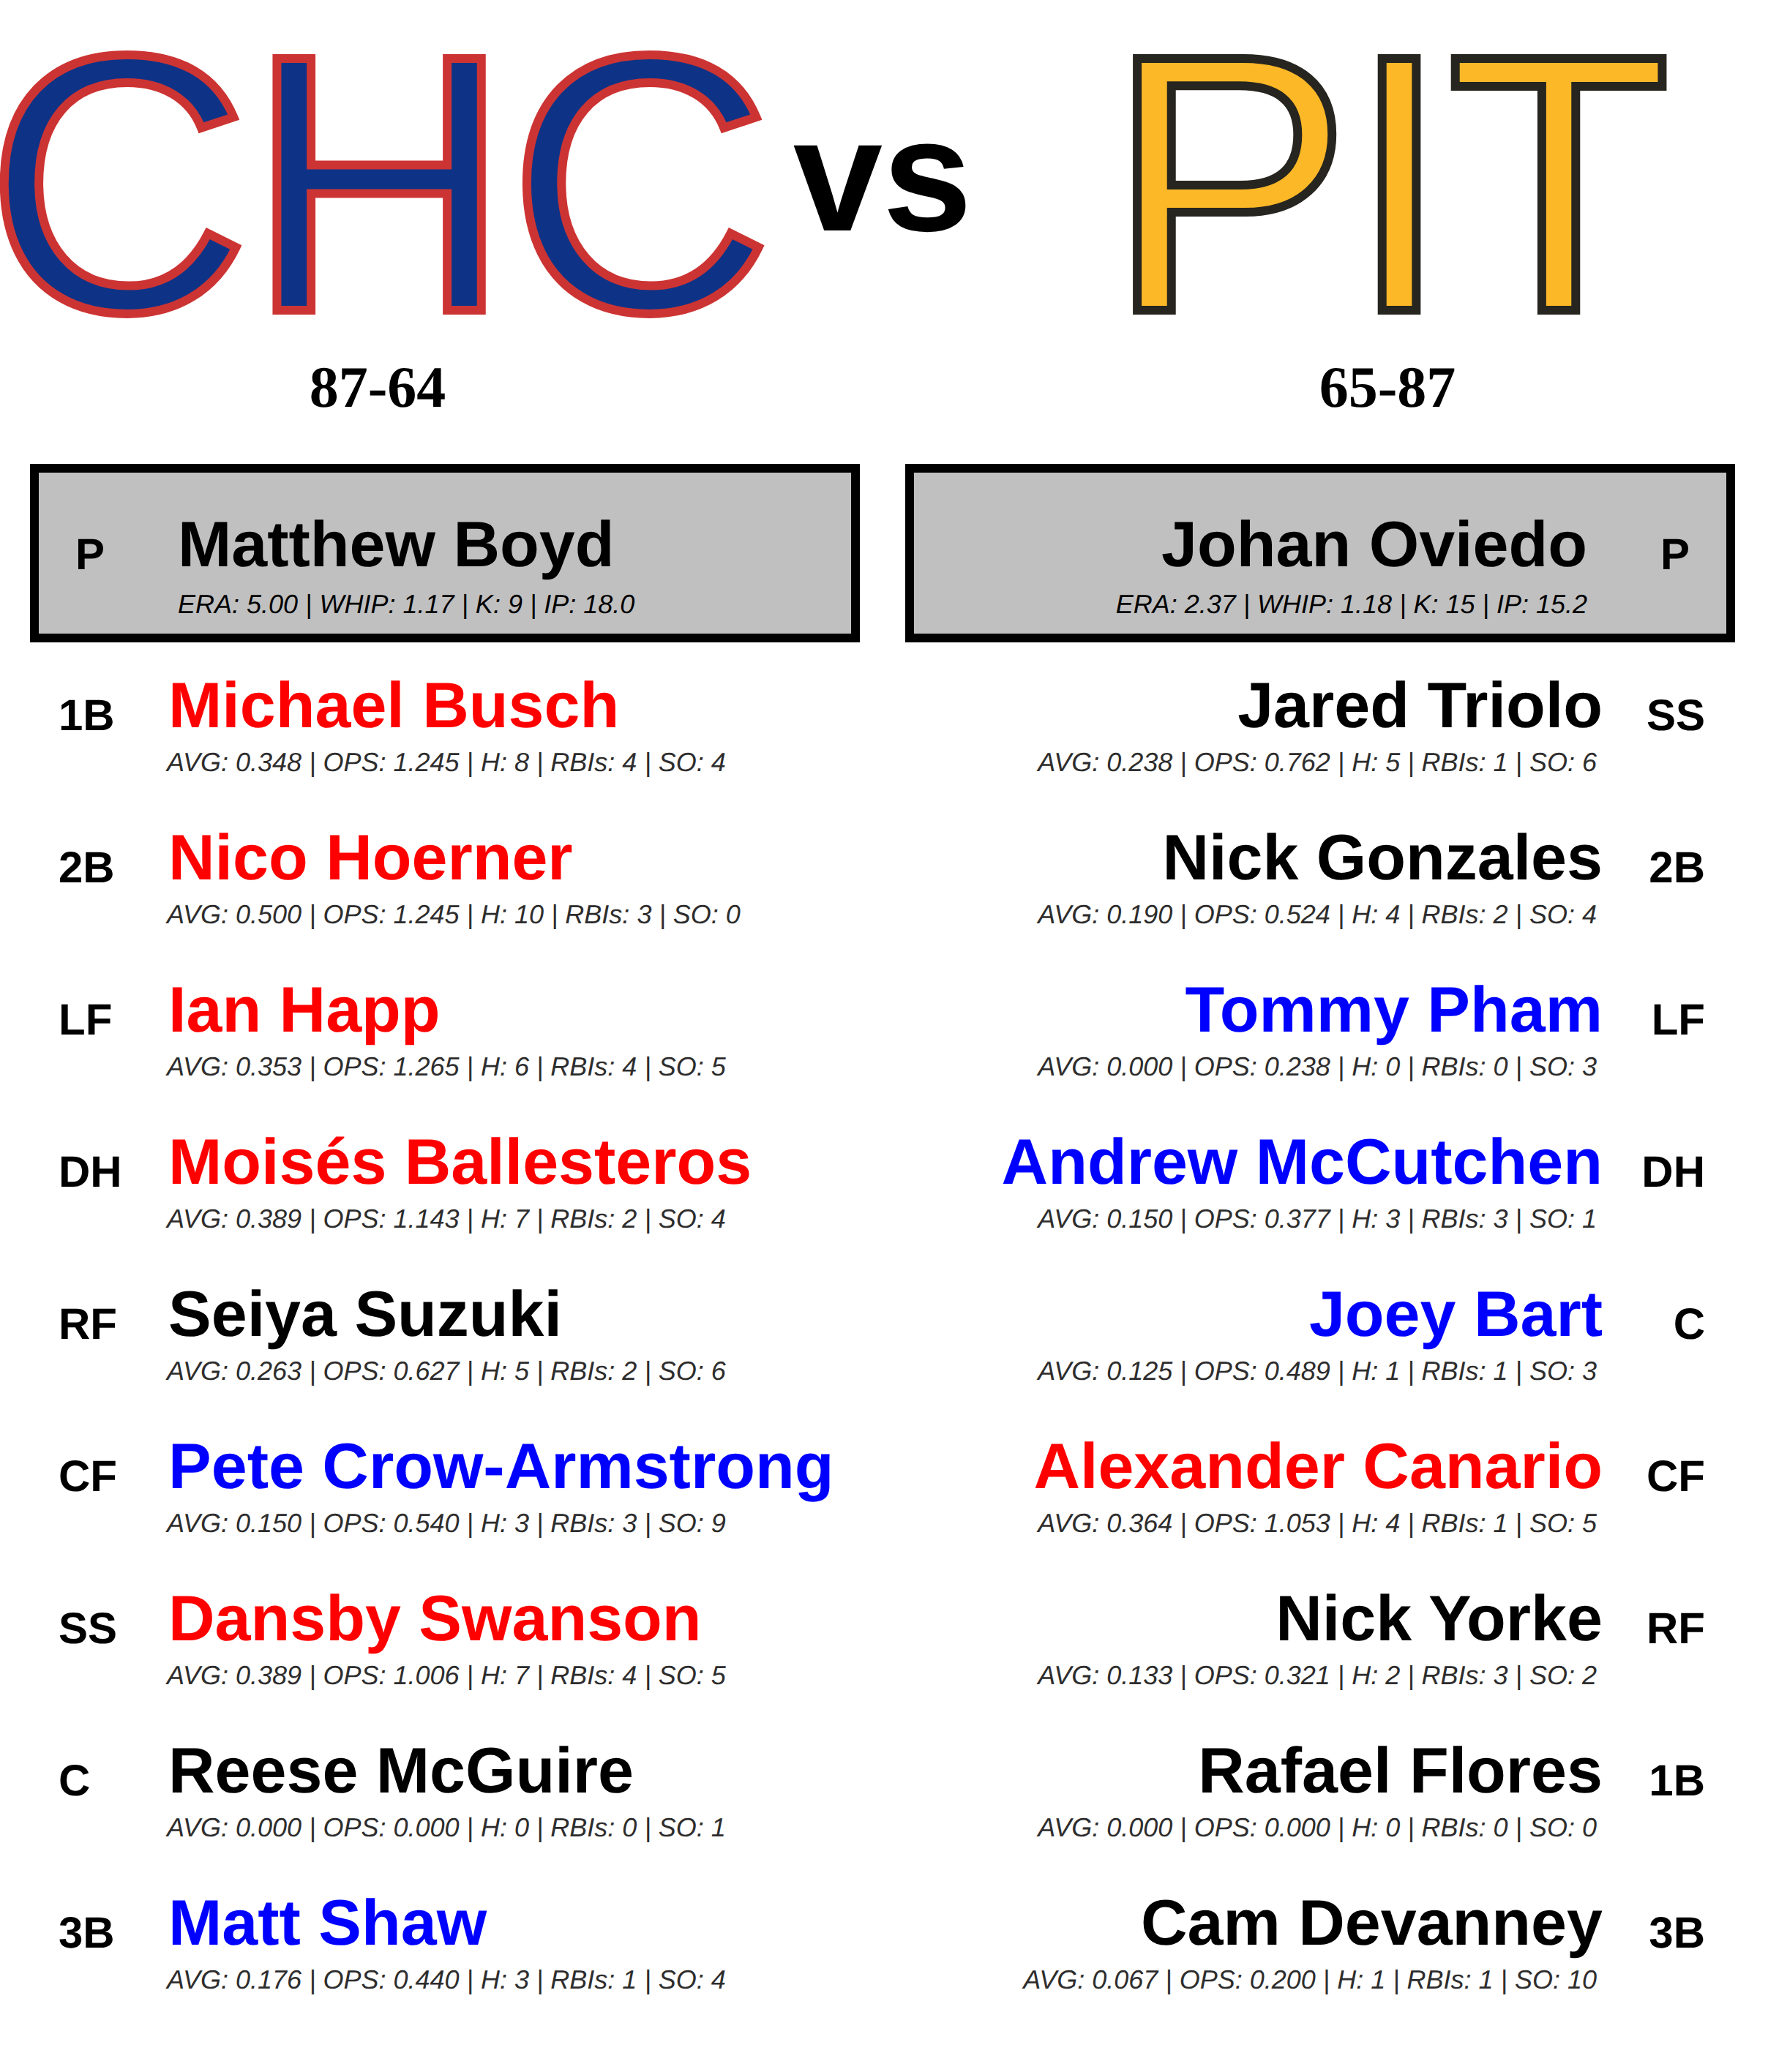 CHC vs PIT
87-64 65-87
P Matthew Boyd
ERA: 5.00 | WHIP: 1.17 | K: 9 | IP: 18.0
Johan Oviedo P
ERA: 2.37 | WHIP: 1.18 | K: 15 | IP: 15.2
1B Michael Busch
AVG: 0.348 | OPS: 1.245 | H: 8 | RBIs: 4 | SO: 4
2B Nico Hoerner
AVG: 0.500 | OPS: 1.245 | H: 10 | RBIs: 3 | SO: 0
LF Ian Happ
AVG: 0.353 | OPS: 1.265 | H: 6 | RBIs: 4 | SO: 5
DH Moisés Ballesteros
AVG: 0.389 | OPS: 1.143 | H: 7 | RBIs: 2 | SO: 4
RF Seiya Suzuki
AVG: 0.263 | OPS: 0.627 | H: 5 | RBIs: 2 | SO: 6
CF Pete Crow-Armstrong
AVG: 0.150 | OPS: 0.540 | H: 3 | RBIs: 3 | SO: 9
SS Dansby Swanson
AVG: 0.389 | OPS: 1.006 | H: 7 | RBIs: 4 | SO: 5
C Reese McGuire
AVG: 0.000 | OPS: 0.000 | H: 0 | RBIs: 0 | SO: 1
3B Matt Shaw
AVG: 0.176 | OPS: 0.440 | H: 3 | RBIs: 1 | SO: 4
Jared Triolo SS
AVG: 0.238 | OPS: 0.762 | H: 5 | RBIs: 1 | SO: 6
Nick Gonzales 2B
AVG: 0.190 | OPS: 0.524 | H: 4 | RBIs: 2 | SO: 4
Tommy Pham LF
AVG: 0.000 | OPS: 0.238 | H: 0 | RBIs: 0 | SO: 3
Andrew McCutchen DH
AVG: 0.150 | OPS: 0.377 | H: 3 | RBIs: 3 | SO: 1
Joey Bart C
AVG: 0.125 | OPS: 0.489 | H: 1 | RBIs: 1 | SO: 3
Alexander Canario CF
AVG: 0.364 | OPS: 1.053 | H: 4 | RBIs: 1 | SO: 5
Nick Yorke RF
AVG: 0.133 | OPS: 0.321 | H: 2 | RBIs: 3 | SO: 2
Rafael Flores 1B
AVG: 0.000 | OPS: 0.000 | H: 0 | RBIs: 0 | SO: 0
Cam Devanney 3B
AVG: 0.067 | OPS: 0.200 | H: 1 | RBIs: 1 | SO: 10